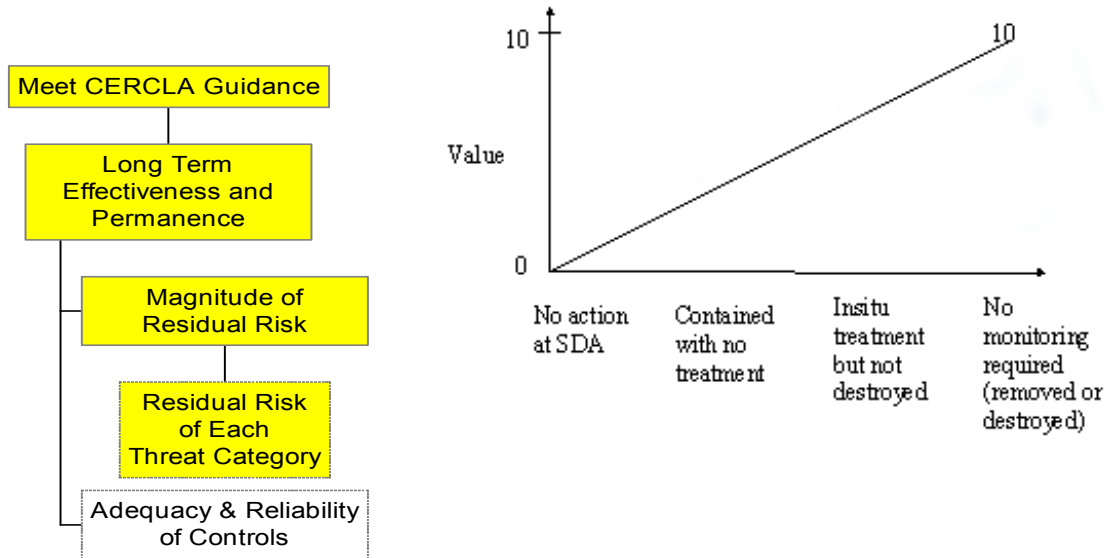 Meet CERCLA Guidance
Long Term
Effectiveness and
Permanence
Magnitude of
Residual Risk
Residual Risk
of Each
Threat Category
Adequacy & Reliability
of Controls
10
10
Value
0
No action
at SDA
Contained
with no
treatment
Insitu
treatment
but not
destroyed
No
monitoring
required
(removed or
destroyed)